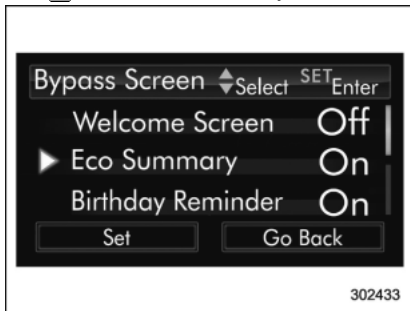 Bypass Screen Select SET Enter
Welcome Screen Off
Eco Summary On
Birthday Reminder On
Set Go Back
302433